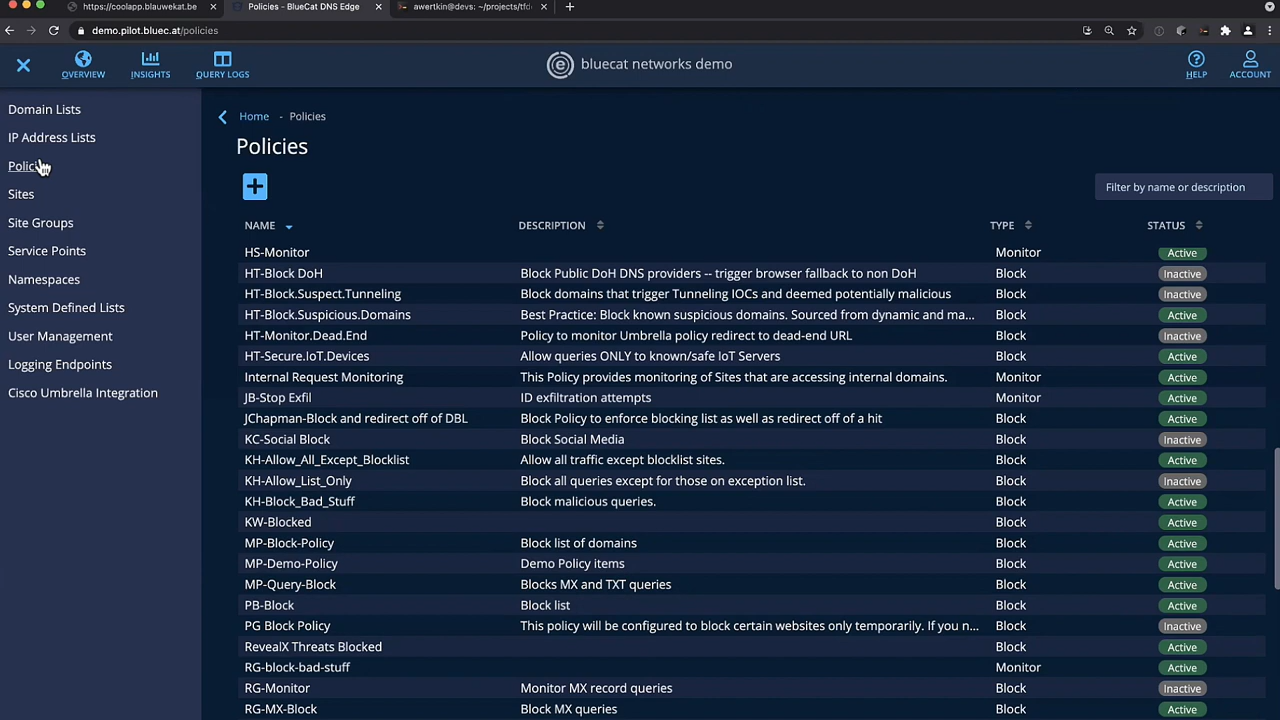 https://coolapp.blauwekat.be
Policies - BlueCat DNS Edge
awertkin@devs: ~/projects/tfd
demo.pilot.bluec.at/policies
OVERVIEW
INSIGHTS
QUERY LOGS
bluecat networks demo
HELP
ACCOUNT
Domain Lists
IP Address Lists
Sites
Site Groups
Service Points
Namespaces
System Defined Lists
User Management
Logging Endpoints
Cisco Umbrella Integration
Home - Policies
Policies
Filter by name or description
NAME DESCRIPTION TYPE STATUS
HS-Monitor Monitor Active
HT-Block DoH Block Public DoH DNS providers -- trigger browser fallback to non DoH Block Inactive
HT-Block.Suspect.Tunneling Block domains that trigger Tunneling IOCs and deemed potentially malicious Block Inactive
HT-Block.Suspicious.Domains Best Practice: Block known suspicious domains. Sourced from dynamic and ma... Block Active
HT-Monitor.Dead.End Policy to monitor Umbrella policy redirect to dead-end URL Block Inactive
HT-Secure.IoT.Devices Allow queries ONLY to known/safe IoT Servers Block Active
Internal Request Monitoring This Policy provides monitoring of Sites that are accessing internal domains. Monitor Active
JB-Stop Exfil ID exfiltration attempts Monitor Active
JChapman-Block and redirect off of DBL Block Policy to enforce blocking list as well as redirect off of a hit Block Active
KC-Social Block Block Social Media Block Inactive
KH-Allow_All_Except_Blocklist Allow all traffic except blocklist sites. Block Active
KH-Allow_List_Only Block all queries except for those on exception list. Block Inactive
KH-Block_Bad_Stuff Block malicious queries. Block Active
KW-Blocked Block Active
MP-Block-Policy Block list of domains Block Active
MP-Demo-Policy Demo Policy items Block Active
MP-Query-Block Blocks MX and TXT queries Block Active
PB-Block Block list Block Active
PG Block Policy This policy will be configured to block certain websites only temporarily. If you n... Block Inactive
RevealX Threats Blocked Block Active
RG-block-bad-stuff Monitor Active
RG-Monitor Monitor MX record queries Block Inactive
RG-MX-Block Block MX queries Block Active